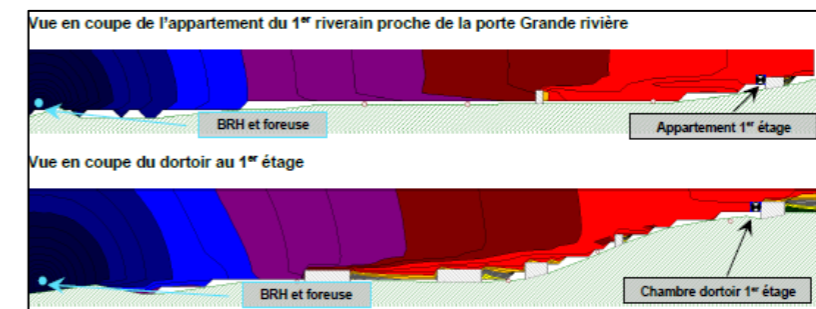 Vue en coupe de l'appartement du 1er riverain proche de la porte Grande rivière
BRH et foreuse
Appartement 1er étage
Vue en coupe du dortoir au 1er étage
BRH et foreuse
Chambre dortoir 1er étage